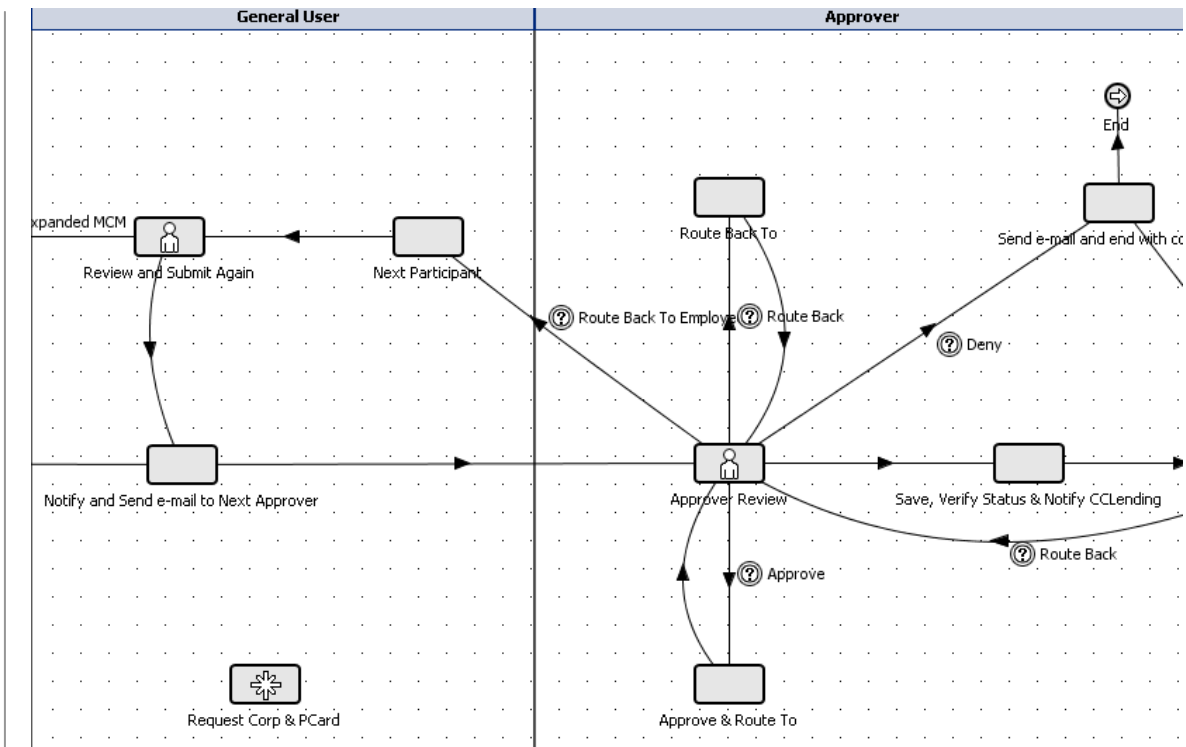 General User
Approver
End
xpanded MCM
Route Back To
Send e-mail and end with co
Review and Submit Again
Next Participant
Route Back To Employe
Route Back
Deny
Notify and Send e-mail to Next Approver
Approver Review
Save, Verify Status & Notify CCLending
Route Back
Approve
Request Corp & PCard
Approve & Route To